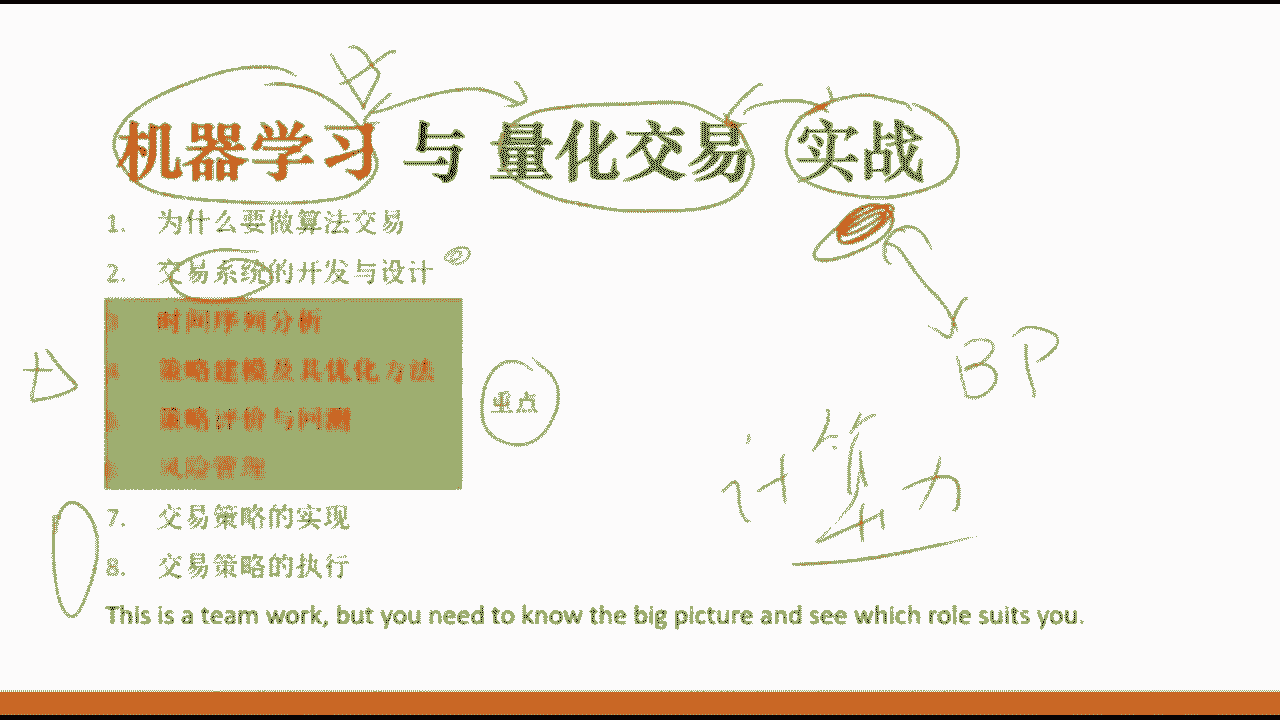 机器学习 与 量化交易 实战
1. 为什么要做算法交易
2. 交易系统的开发与设计
3. 时间序列分析
4. 策略建模及其优化方法
5. 策略评价与回测
6. 风险管理
重点
7. 交易策略的实现
8. 交易策略的执行
This is a team work, but you need to know the big picture and see which role suits you.
BP
计算力